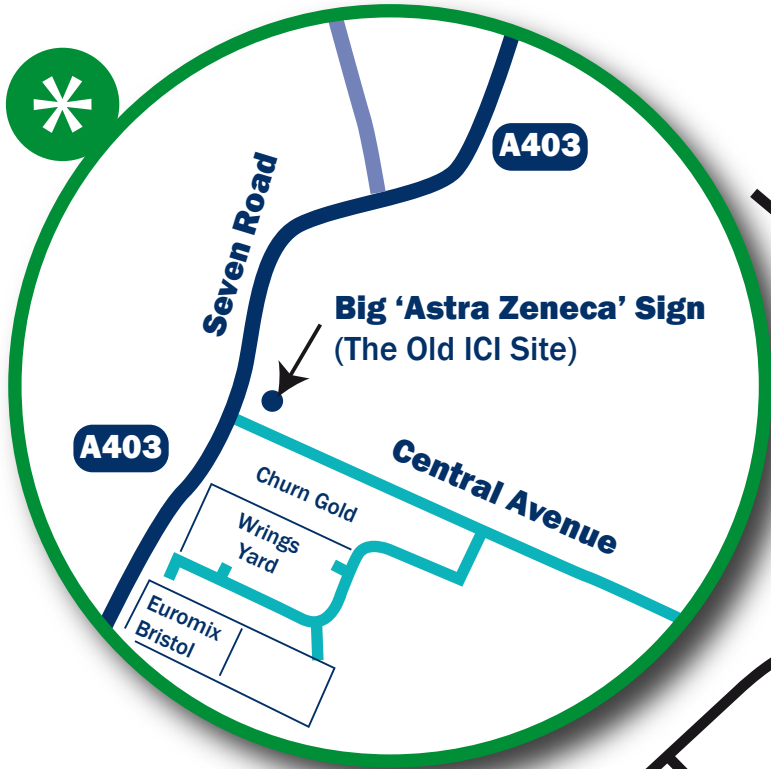 *
A403
Seven Road
Big ‘Astra Zeneca’ Sign
(The Old ICI Site)
A403
Central Avenue
Churn Gold
Wrings
Yard
Euromix
Bristol